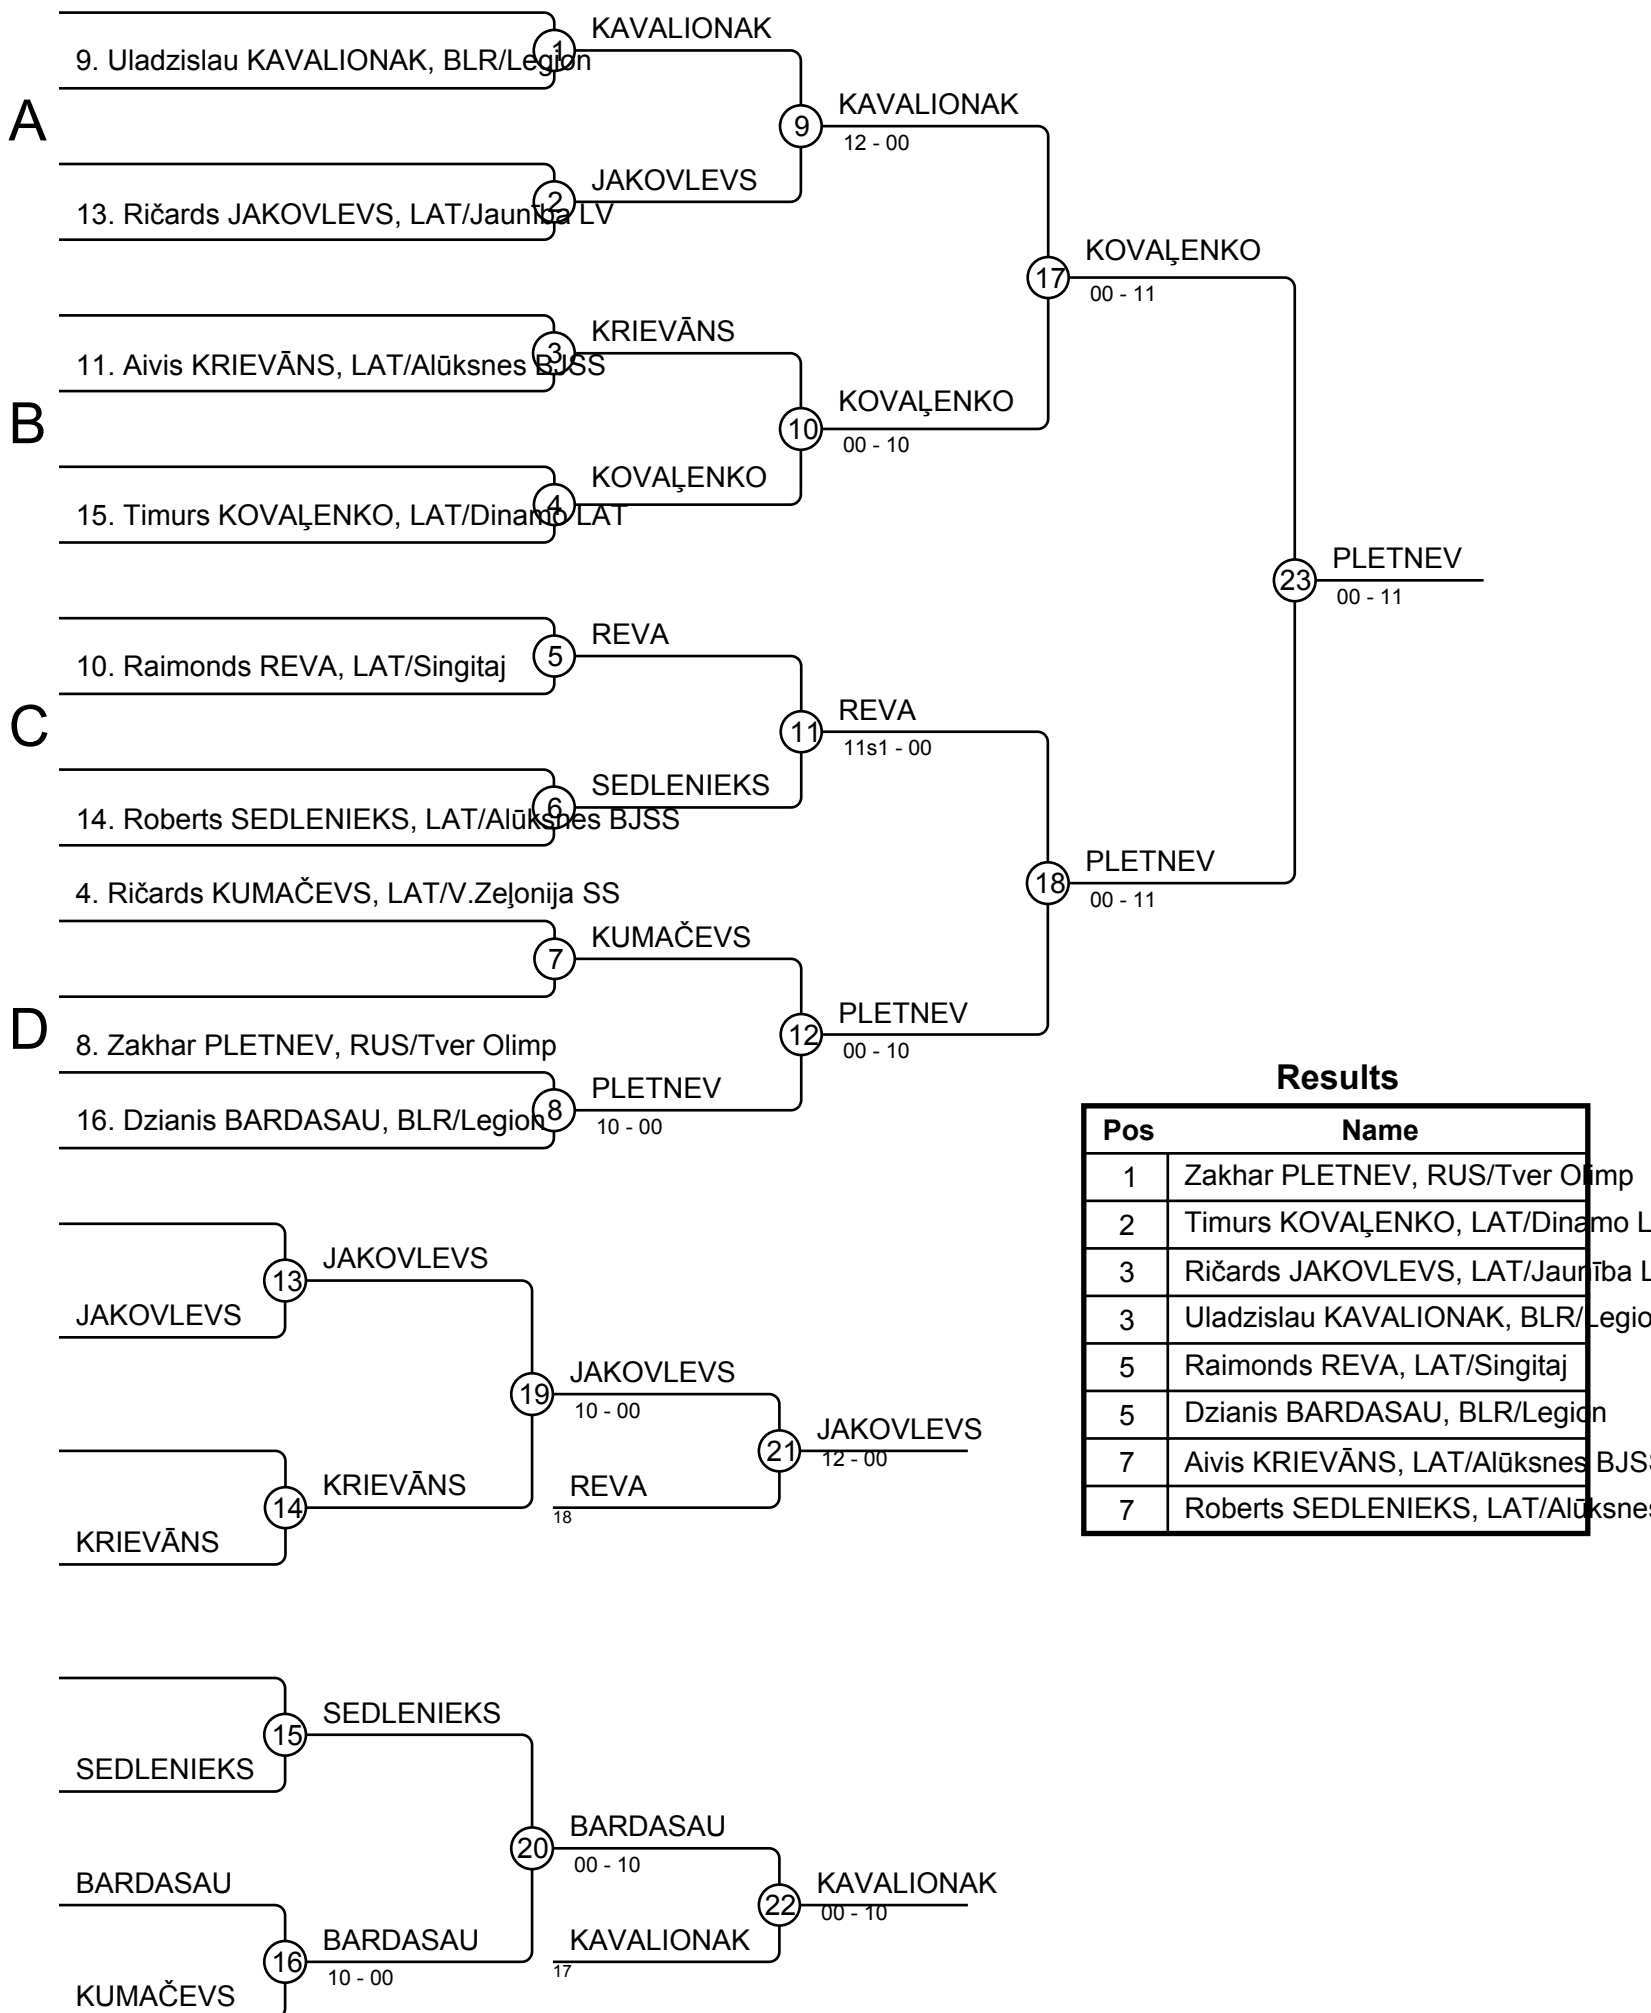 KAVALIONAK
9. Uladzislau KAVALIONAK, BLR/Legion
1
A
KAVALIONAK
9
12 - 00
JAKOVLEVS
13. Ričards JAKOVLEVS, LAT/Jaunība LV
2
KOVAĻENKO
17
00 - 11
KRIEVĀNS
11. Aivis KRIEVĀNS, LAT/Alūksnes BJSS
3
B
KOVAĻENKO
10
00 - 10
KOVAĻENKO
15. Timurs KOVAĻENKO, LAT/Dinamo LAT
4
PLETNEV
23
00 - 11
REVA
10. Raimonds REVA, LAT/Singitaj
5
C
REVA
11
11s1 - 00
SEDLENIEKS
14. Roberts SEDLENIEKS, LAT/Alūksnes BJSS
6
PLETNEV
18
00 - 11
4. Ričards KUMAČEVS, LAT/V.Zeļonija SS
KUMAČEVS
7
D
PLETNEV
12
00 - 10
8. Zakhar PLETNEV, RUS/Tver Olimp
PLETNEV
16. Dzianis BARDASAU, BLR/Legion
8
10 - 00
Results
Pos Name
1 Zakhar PLETNEV, RUS/Tver Olimp
2 Timurs KOVAĻENKO, LAT/Dinamo L
3 Ričards JAKOVLEVS, LAT/Jaunība L
3 Uladzislau KAVALIONAK, BLR/Legio
5 Raimonds REVA, LAT/Singitaj
5 Dzianis BARDASAU, BLR/Legion
7 Aivis KRIEVĀNS, LAT/Alūksnes BJSS
7 Roberts SEDLENIEKS, LAT/Alūksnes
JAKOVLEVS
13
JAKOVLEVS
JAKOVLEVS
19
10 - 00
JAKOVLEVS
21
12 - 00
KRIEVĀNS
14
REVA
18
KRIEVĀNS
SEDLENIEKS
15
SEDLENIEKS
BARDASAU
20
00 - 10
BARDASAU
KAVALIONAK
22
00 - 10
BARDASAU
16
10 - 00
KAVALIONAK
17
KUMAČEVS